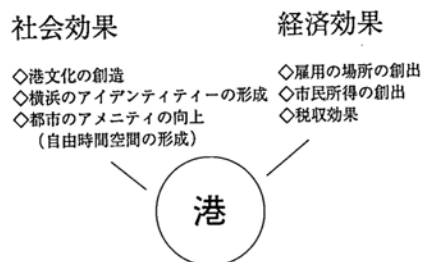 社会効果
◇港文化の創造
◇横浜のアイデンティティーの形成
◇都市のアメニティの向上
（自由時間空間の形成）
経済効果
◇雇用の場所の創出
◇市民所得の創出
◇税収効果
港